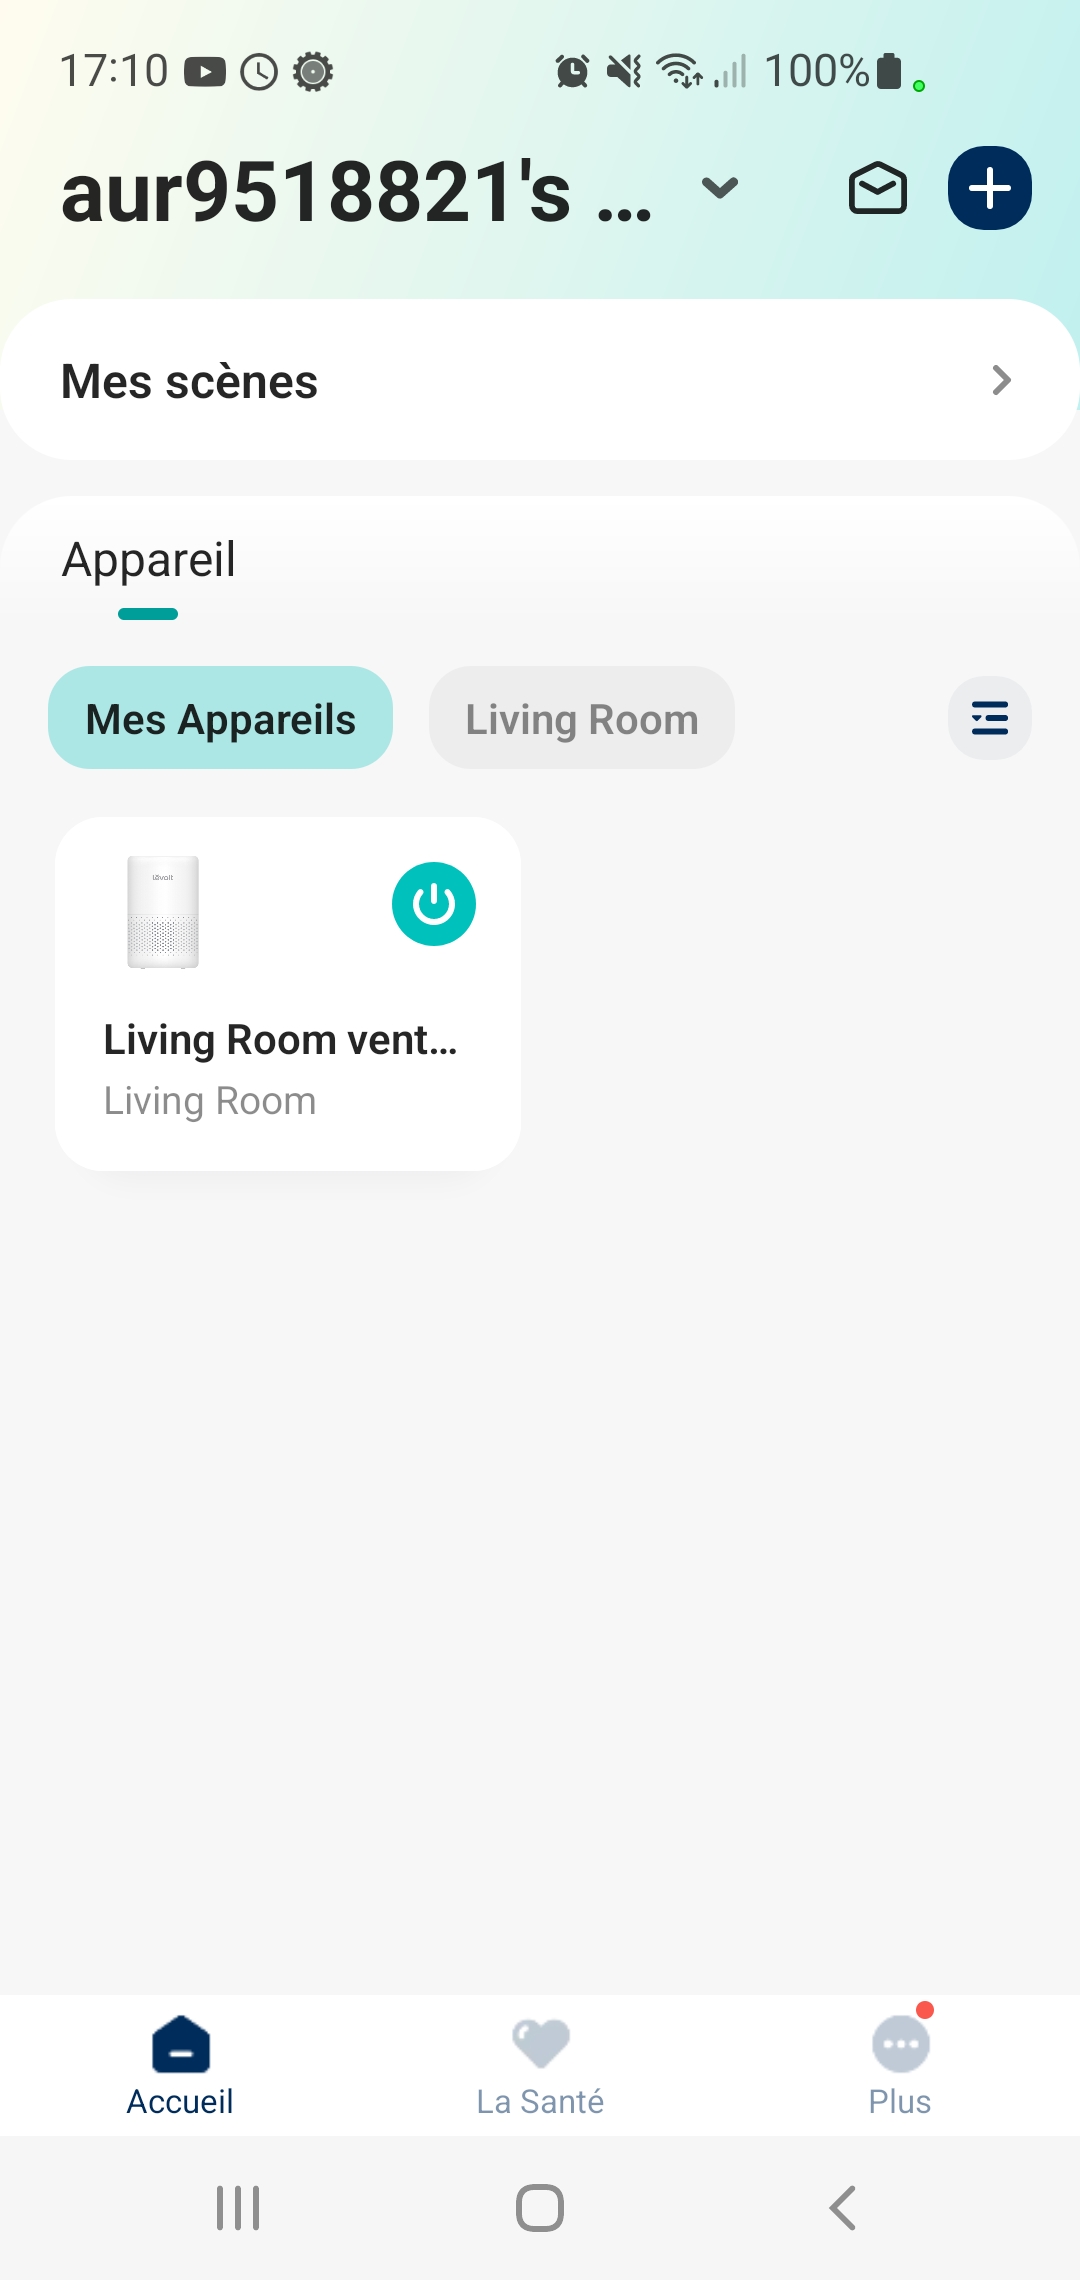 17:10 100%
aur9518821's ...
Mes scènes
Appareil
Mes Appareils Living Room
levoit
Living Room vent...
Living Room
Accueil La Santé Plus